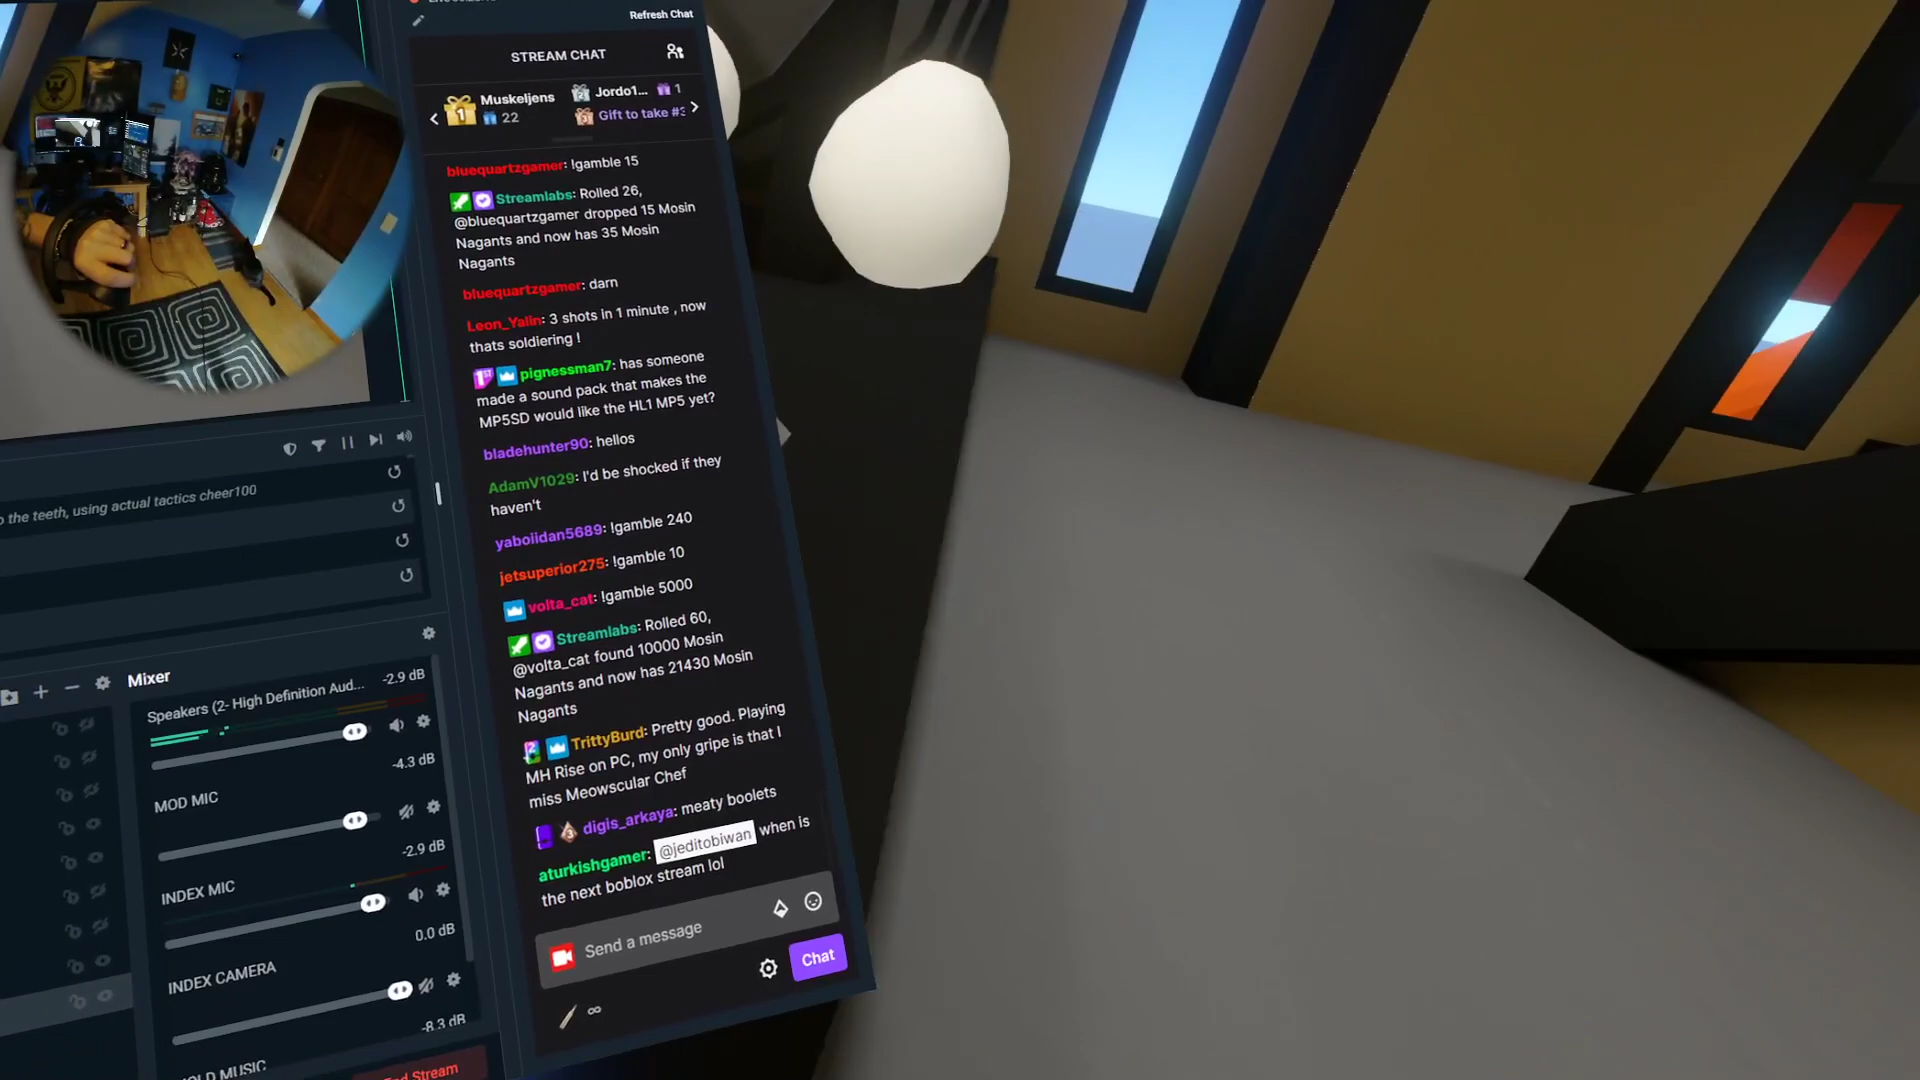 Refresh Chat
STREAM CHAT
Muskeljens
22
Jordo1... 1
Gift to take #3
bluequartzgamer: !gamble 15
Streamlabs: Rolled 26,
@bluequartzgamer dropped 15 Mosin
Nagants and now has 35 Mosin
Nagants
bluequartzgamer: darn
Leon_Yalin: 3 shots in 1 minute , now
thats soldiering !
pignessman7: has someone
made a sound pack that makes the
MP5SD would like the HL1 MP5 yet?
bladehunter90: hellos
AdamV1029: I'd be shocked if they
haven't
yaboiidan5689: !gamble 240
jetsuperior275: !gamble 10
volta_cat: !gamble 5000
Streamlabs: Rolled 60,
@volta_cat found 10000 Mosin
Nagants and now has 21430 Mosin
Nagants
TrittyBurd: Pretty good. Playing
MH Rise on PC, my only gripe is that I
miss Meowscular Chef
digis_arkaya: meaty boolets
aturkishgamer: @jeditobiwan when is
the next boblox stream lol
Send a message
Chat
∞
o the teeth, using actual tactics cheer100
Mixer
Speakers (2- High Definition Aud... -2.9 dB
-4.3 dB
MOD MIC
-2.9 dB
INDEX MIC
0.0 dB
INDEX CAMERA
-8.3 dB
OLD MUSIC
End Stream